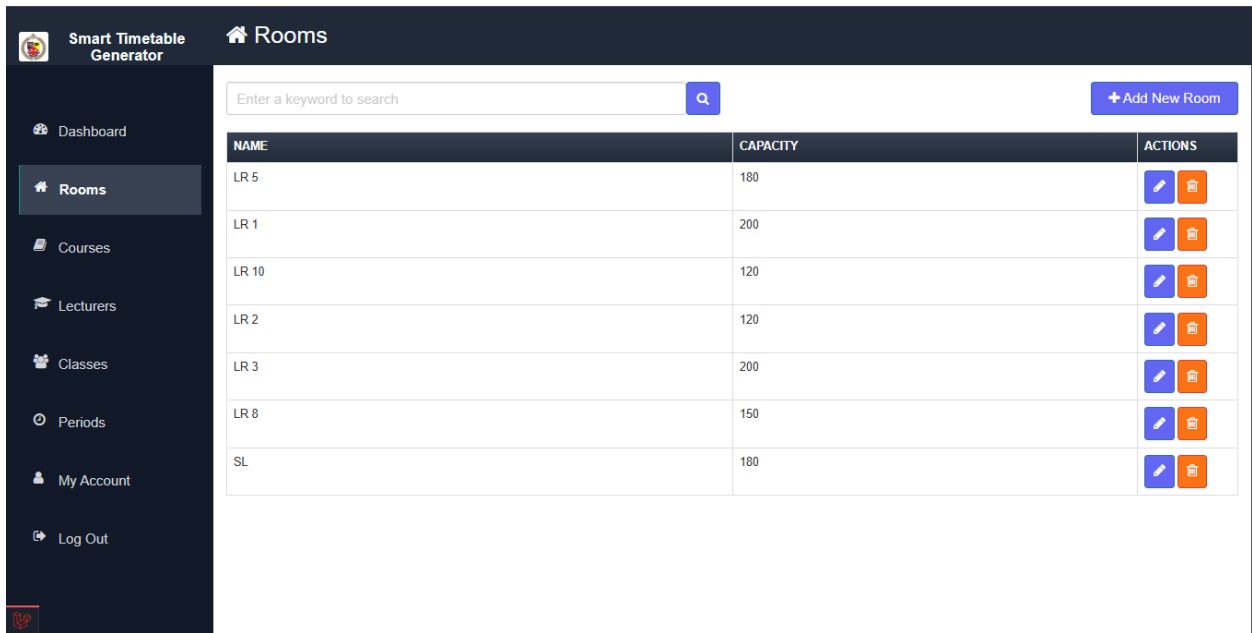 Smart Timetable
Generator
Rooms
Enter a keyword to search
Add New Room
Dashboard
Rooms
Courses
Lecturers
Classes
Periods
My Account
Log Out
NAME CAPACITY ACTIONS
LR 5 180
LR 1 200
LR 10 120
LR 2 120
LR 3 200
LR 8 150
SL 180